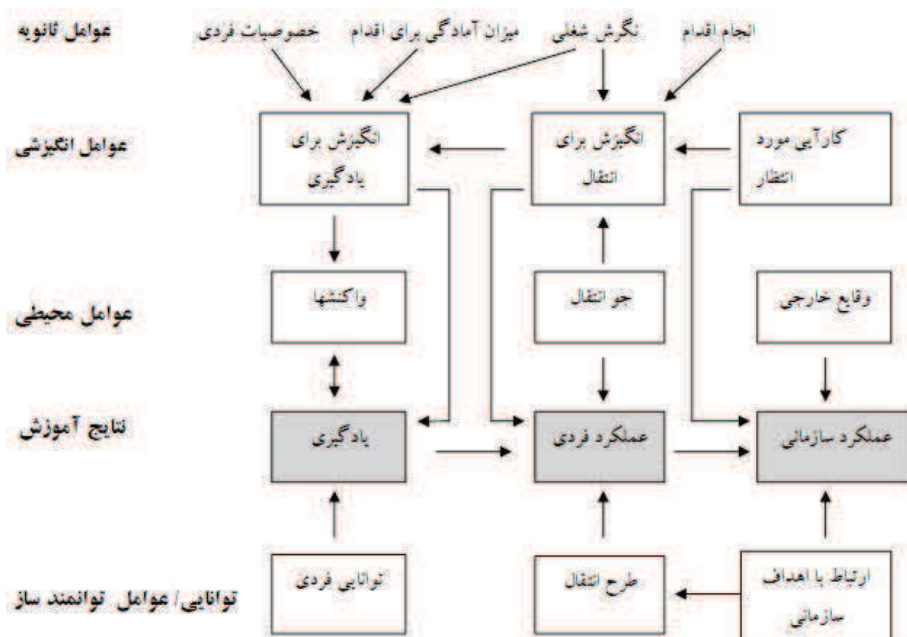 عوامل ثانویه
انجام اقدام
نگرش شغلی
میزان آمادگی برای اقدام
خصوصیات فردی
عوامل انگیزشی
کارآیی مورد
انتظار
انگیزش برای
انتقال
انگیزش برای
یادگیری
عوامل محیطی
وقایع خارجی
جو انتقال
واکنشها
نتایج آموزش
عملکرد سازمانی
عملکرد فردی
یادگیری
توانایی/ عوامل توانمند ساز
ارتباط با اهداف
سازمانی
طرح انتقال
توانایی فردی